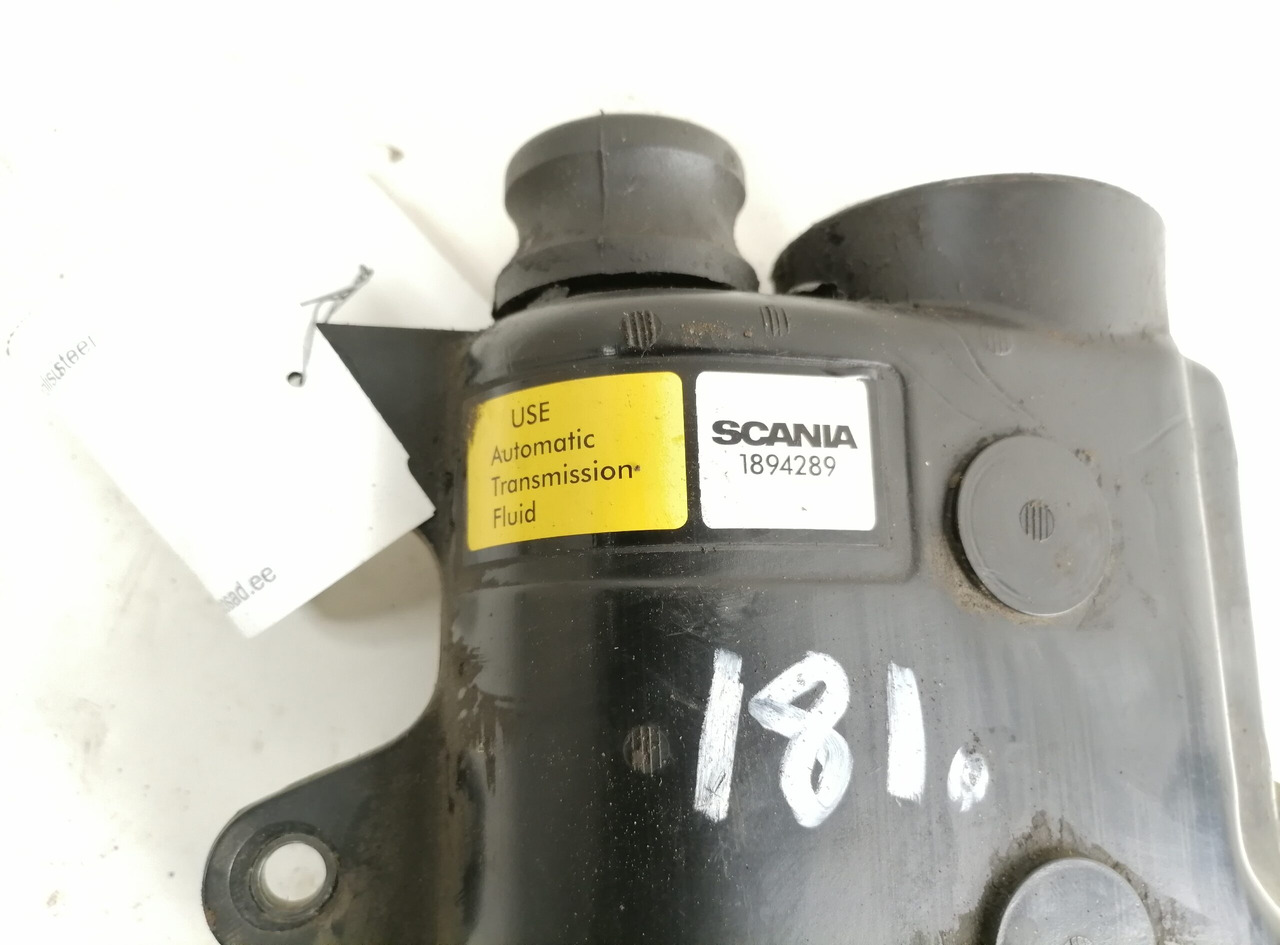 USE
Automatic
Transmission
Fluid
SCANIA
1894289
181.